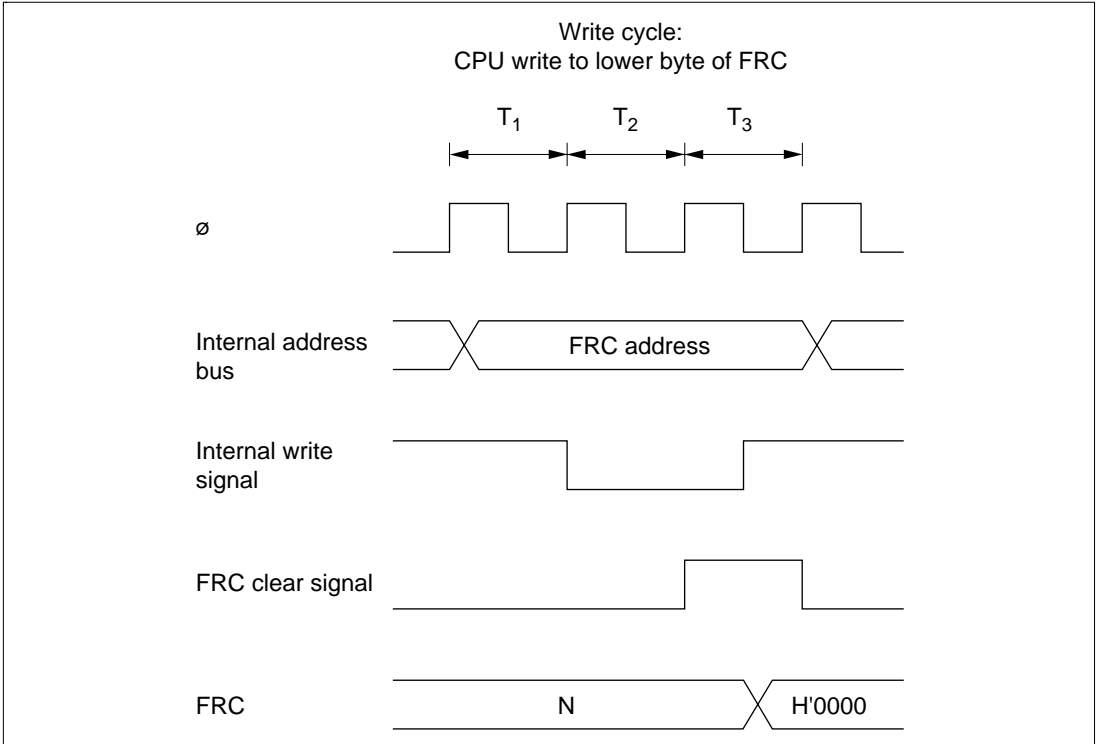 Write cycle:
CPU write to lower byte of FRC
T1 T2 T3
ø
Internal address
bus
FRC address
Internal write
signal
FRC clear signal
FRC
N
H'0000